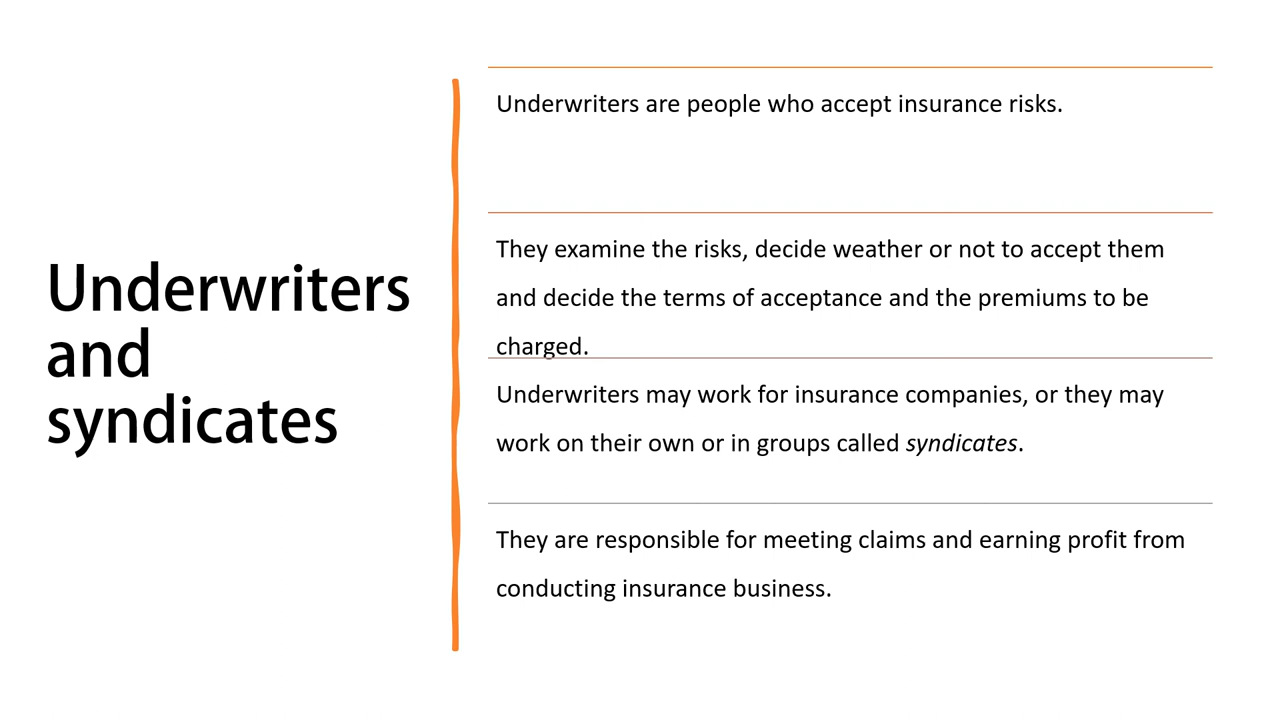 Underwriters
and
syndicates
Underwriters are people who accept insurance risks.
They examine the risks, decide weather or not to accept them
and decide the terms of acceptance and the premiums to be
charged.
Underwriters may work for insurance companies, or they may
work on their own or in groups called syndicates.
They are responsible for meeting claims and earning profit from
conducting insurance business.